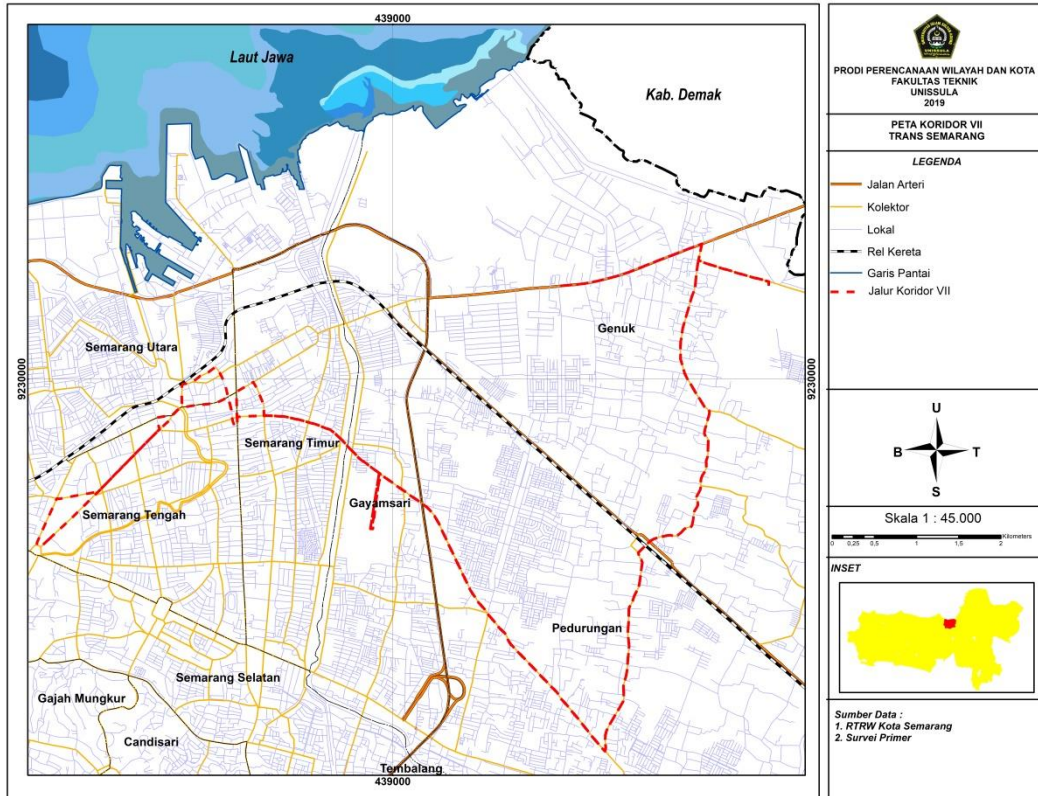 439000
Laut Jawa
Kab. Demak
9230000
9230000
Genuk
Semarang Utara
Semarang Timur
Gayamsari
Semarang Tengah
Pedurungan
Semarang Selatan
Gajah Mungkur
Candisari
Tembalang
439000
UNISSULA
PRODI PERENCANAAN WILAYAH DAN KOTA
FAKULTAS TEKNIK
UNISSULA
2019
PETA KORIDOR VII
TRANS SEMARANG
LEGENDA
Jalan Arteri
Kolektor
Lokal
Rel Kereta
Garis Pantai
Jalur Koridor VII
U
B T
S
Skala 1 : 45.000
Kilometers
0 0,25 0,5 1 1,5 2
INSET
Sumber Data :
1. RTRW Kota Semarang
2. Survei Primer